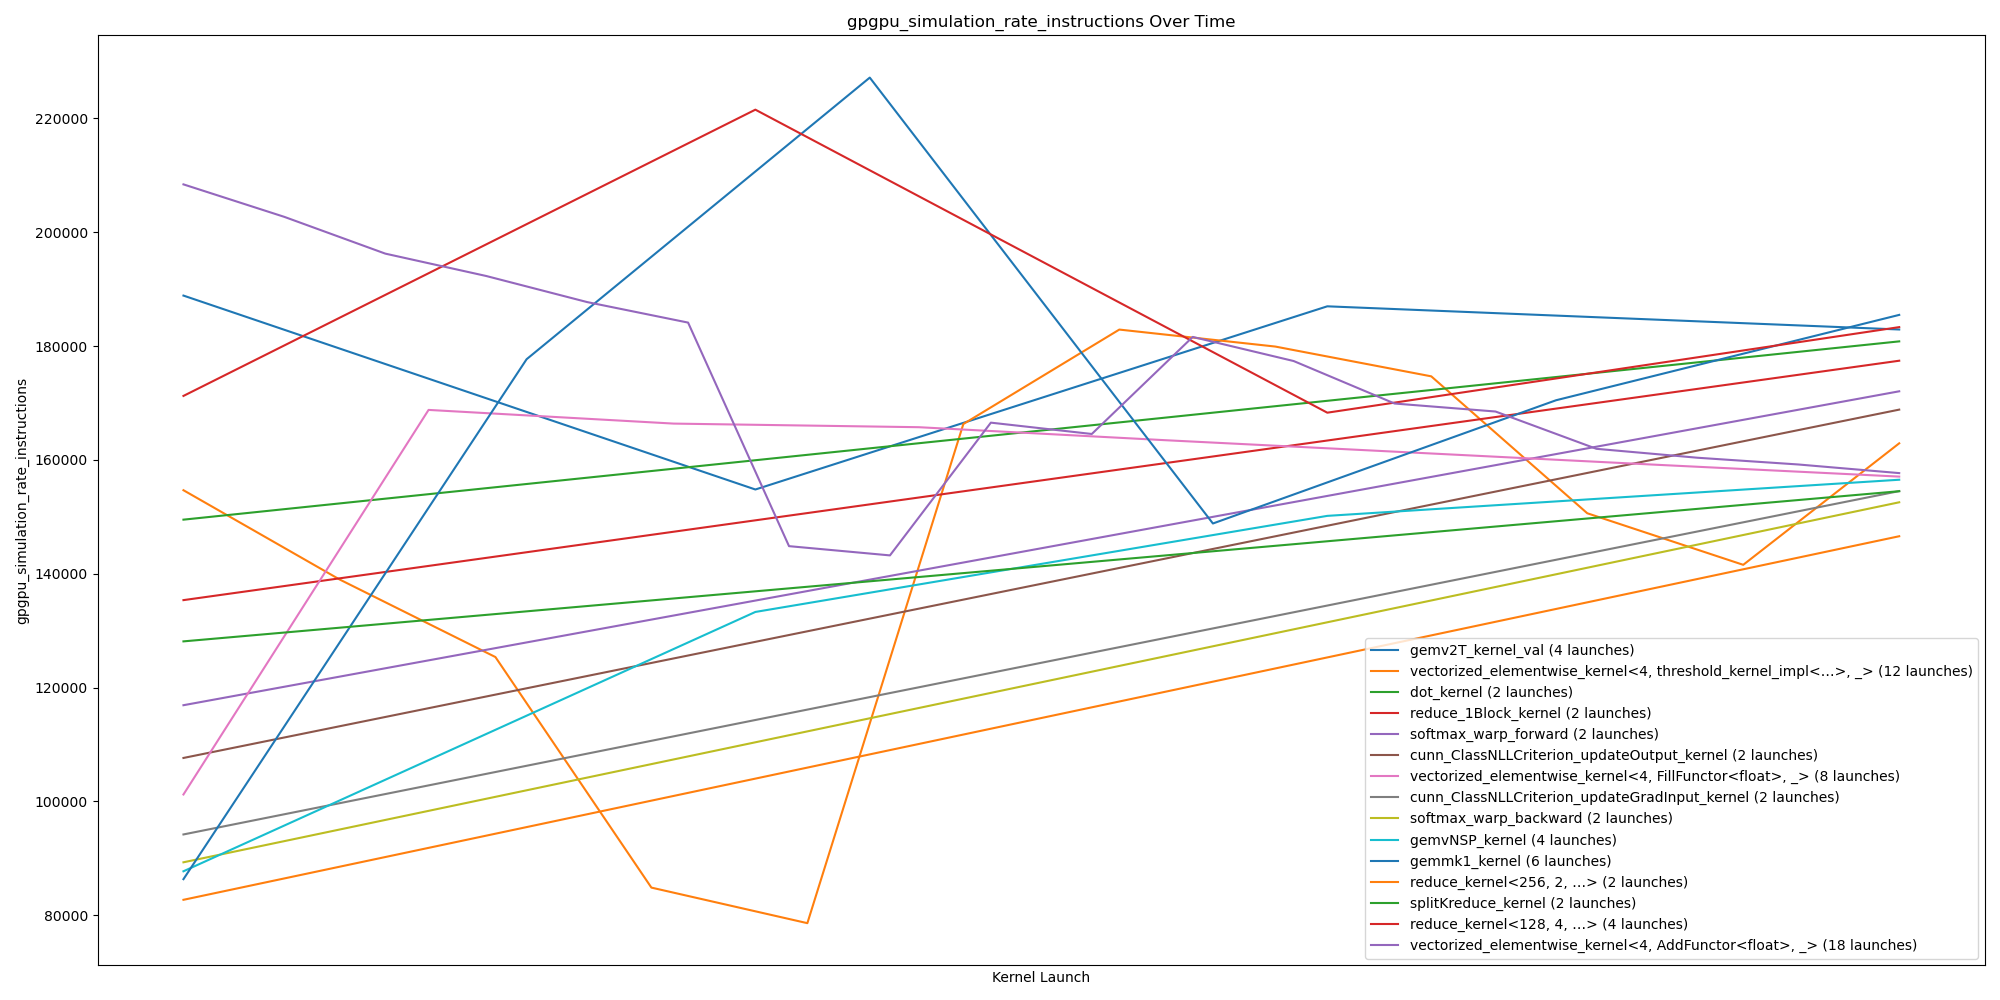 gpgpu_simulation_rate_instructions Over Time
gpgpu_simulation_rate_instructions
220000
200000
180000
160000
140000
120000
100000
80000
gemv2T_kernel_val (4 launches)
vectorized_elementwise_kernel<4, threshold_kernel_impl<...>, _> (12 launches)
dot_kernel (2 launches)
reduce_1Block_kernel (2 launches)
softmax_warp_forward (2 launches)
cunn_ClassNLLCriterion_updateOutput_kernel (2 launches)
vectorized_elementwise_kernel<4, FillFunctor<float>, _> (8 launches)
cunn_ClassNLLCriterion_updateGradInput_kernel (2 launches)
softmax_warp_backward (2 launches)
gemvNSP_kernel (4 launches)
gemmk1_kernel (6 launches)
reduce_kernel<256, 2, ...> (2 launches)
splitKreduce_kernel (2 launches)
reduce_kernel<128, 4, ...> (4 launches)
vectorized_elementwise_kernel<4, AddFunctor<float>, _> (18 launches)
Kernel Launch